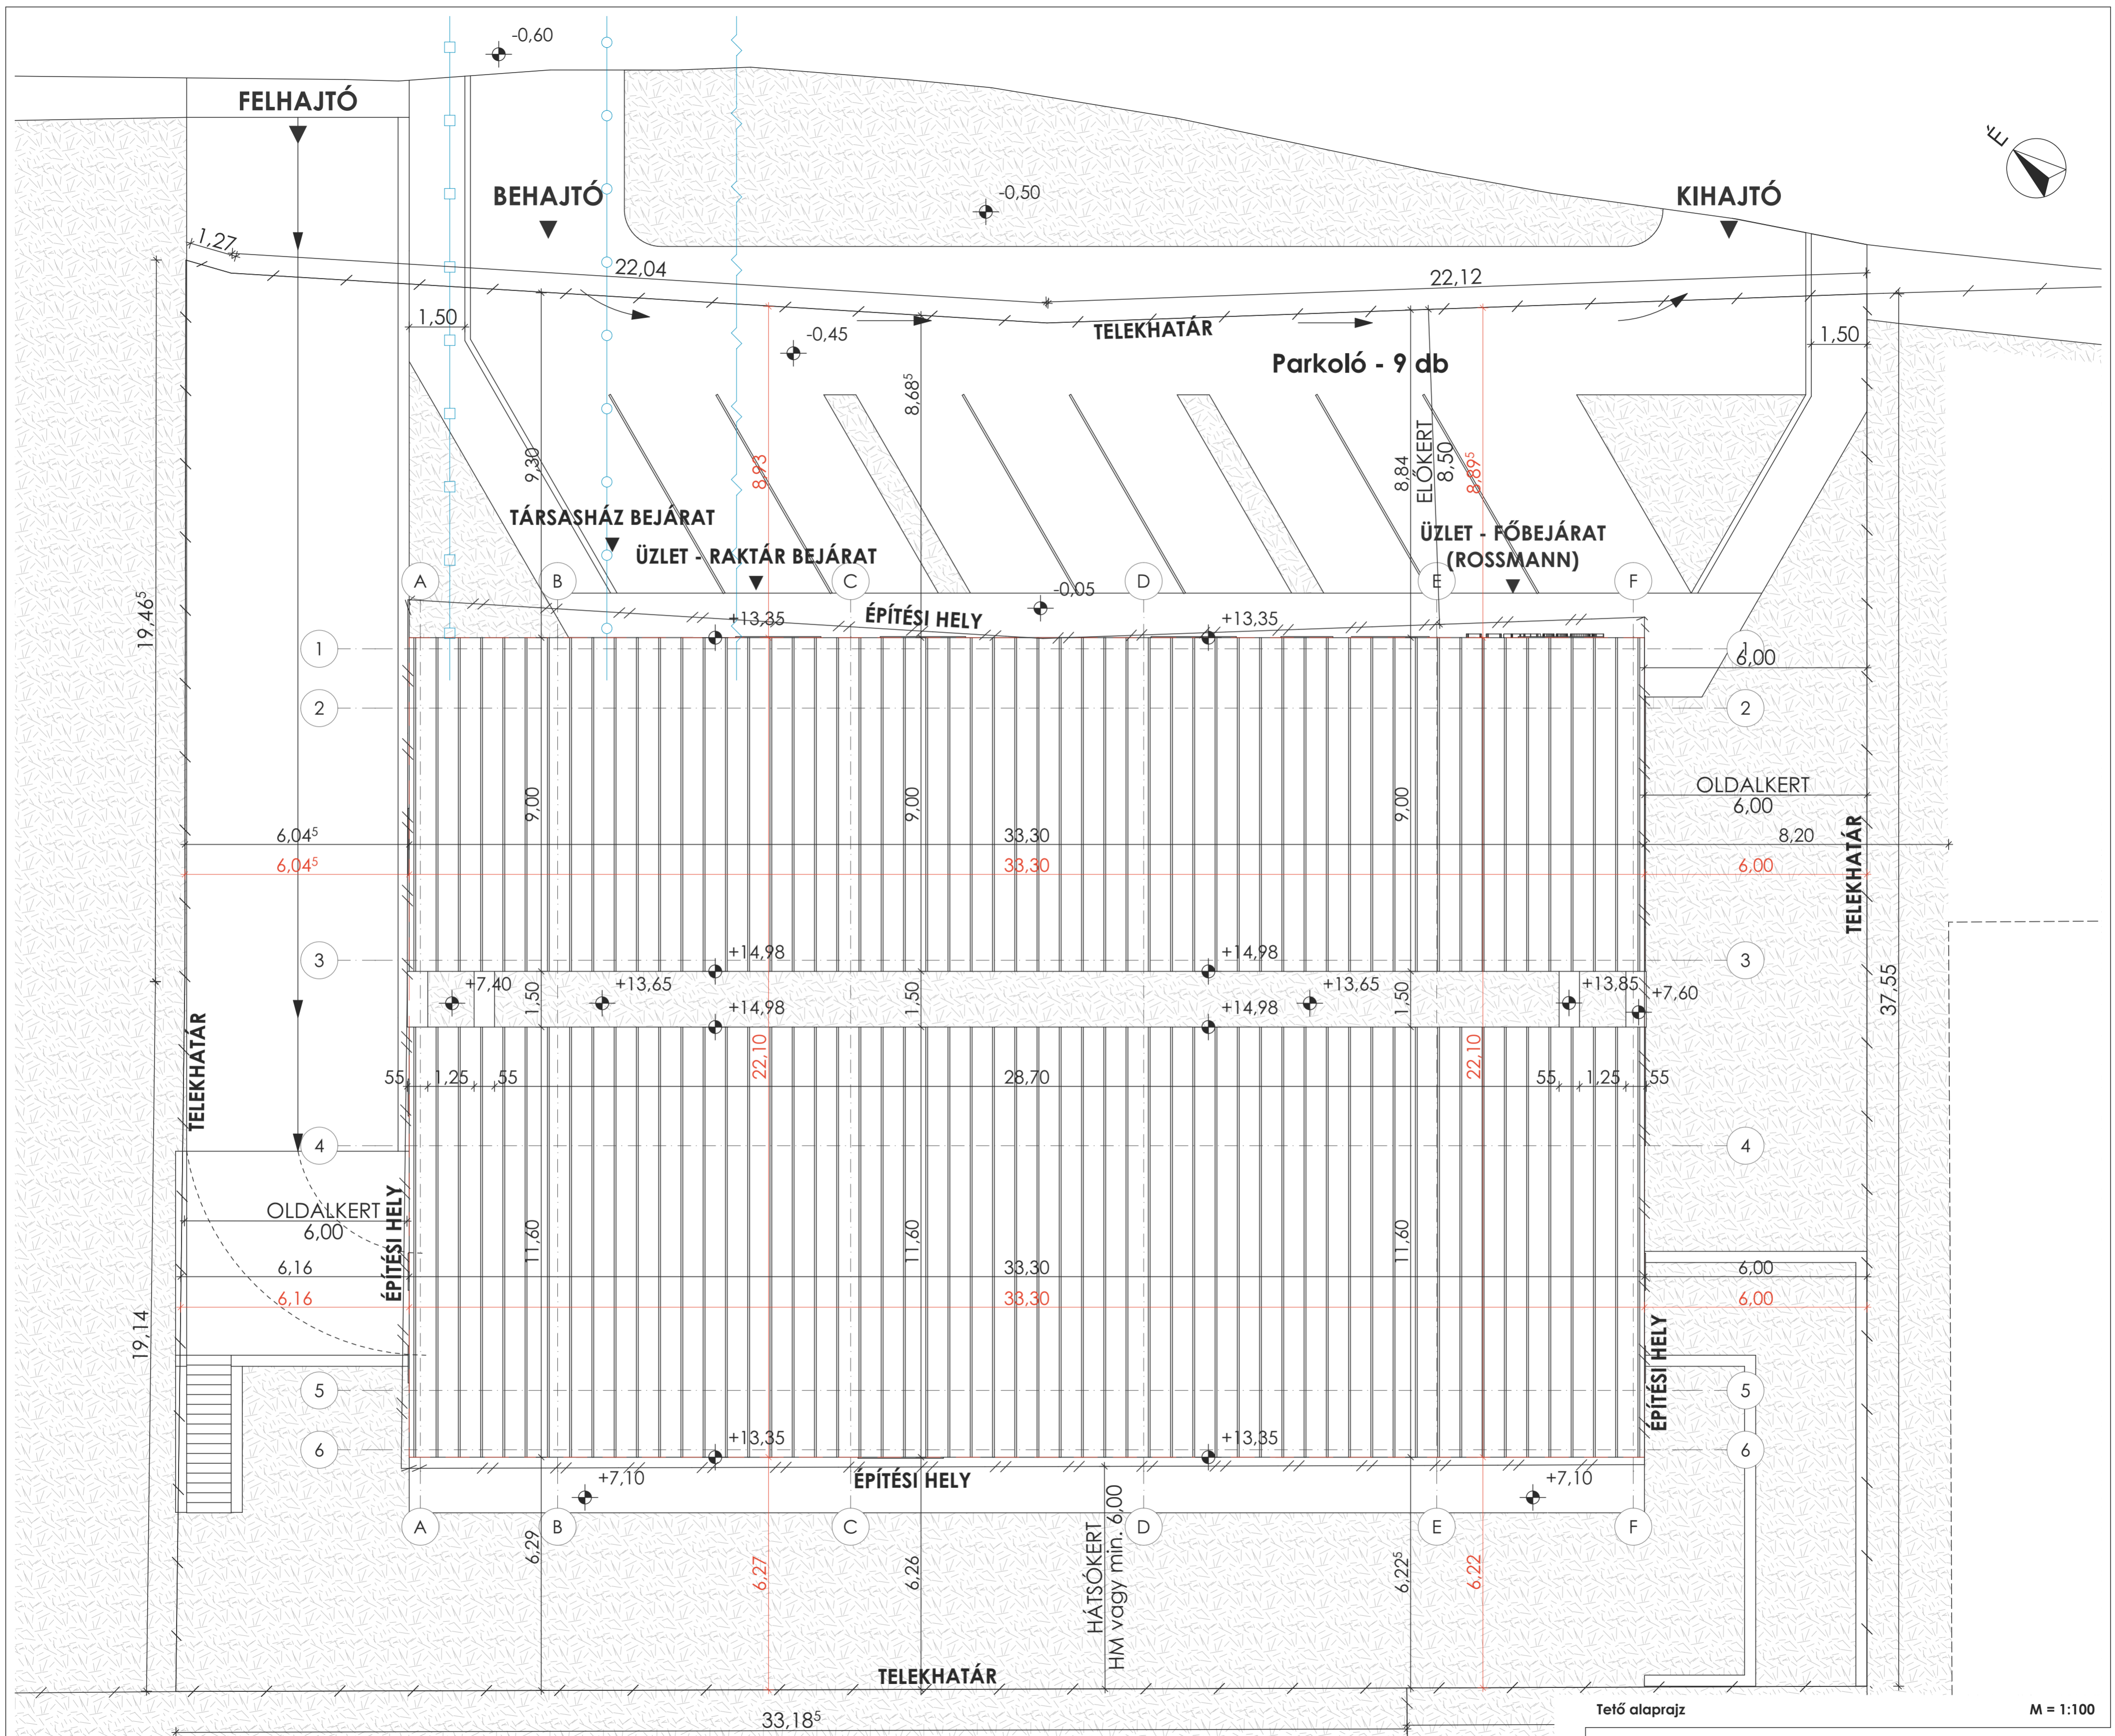 -0,60
FELHAJTÓ
BEHAJTÓ
-0,50
KIHAJTÓ
É
1,27
22,04
22,12
1,50
-0,45
TELEKHATÁR
1,50
Parkoló - 9 db
9,30
8,93
8,68⁵
8,84
ELŐKERT
8,50
8,89⁵
TÁRSASHÁZ BEJÁRAT
ÜZLET - RAKTÁR BEJÁRAT
ÜZLET - FŐBEJÁRAT
(ROSSMANN)
A
B
C
D
E
F
-0,05
19,46⁵
ÉPÍTÉSI HELY
+13,35
+13,35
1
1
6,00
2
2
9,00
9,00
9,00
OLDALKERT
6,00
6,04⁵
33,30
8,20
6,04⁵
33,30
6,00
TELEKHATÁR
3
+14,98
+14,98
3
+7,40
+13,65
1,50
+14,98
1,50
+14,98
+13,65
1,50
+13,85
+7,60
37,55
TELEKHATÁR
22,10
22,10
55
1,25
55
28,70
55
1,25
55
4
4
OLDALKERT
6,00
ÉPÍTÉSI HELY
11,60
11,60
11,60
6,16
33,30
6,00
6,16
33,30
6,00
19,14
ÉPÍTÉSI HELY
5
5
6
+13,35
+13,35
6
+7,10
ÉPÍTÉSI HELY
+7,10
A
B
C
D
E
F
6,29
6,27
6,26
HÁTSÓKERT
HM vagy min. 6,00
6,22⁵
6,22
TELEKHATÁR
33,18⁵
Tető alaprajz
M = 1:100